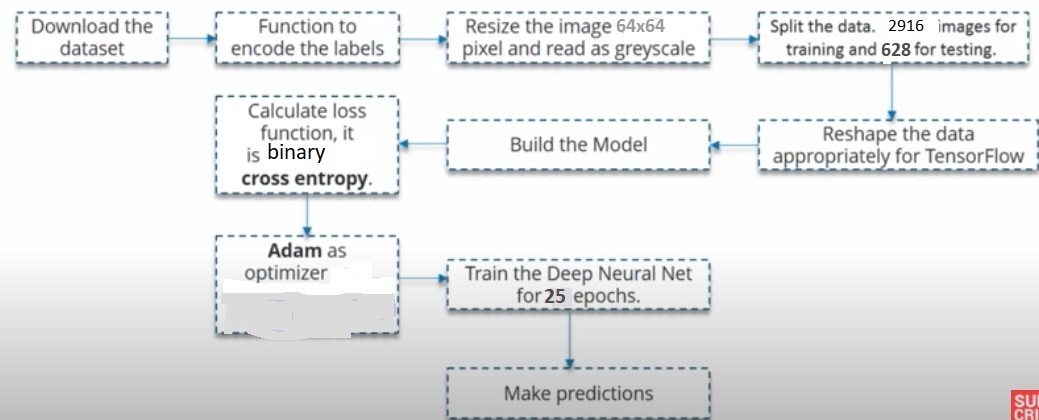 Download the
dataset
Function to
encode the labels
Resize the image 64x64
pixel and read as greyscale
Split the data. 2916 images for
training and 628 for testing.
Reshape the data
appropriately for TensorFlow
Build the Model
Calculate loss
function, it
is binary
cross entropy.
Adam as
optimizer
Train the Deep Neural Net
for 25 epochs.
Make predictions